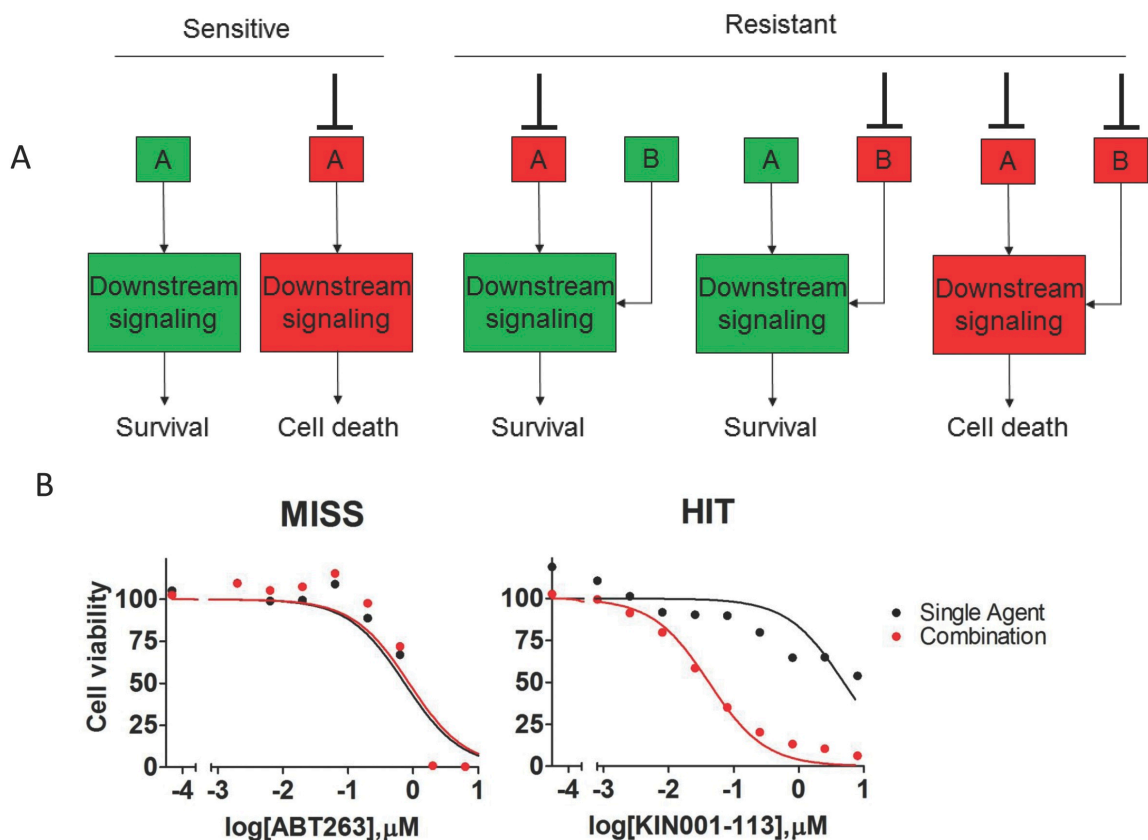 Sensitive
Resistant
A
A
A
A
B
A
B
A
B
Downstream
signaling
Downstream
signaling
Downstream
signaling
Downstream
signaling
Downstream
signaling
Survival
Cell death
Survival
Survival
Cell death
B
MISS
HIT
Cell viability
100
75
50
25
0
-4
-2
-1
0
1
log[ABT263],μM
100
75
50
25
0
-4
-3
-2
-1
0
1
log[KIN001-113],μM
Single Agent
Combination